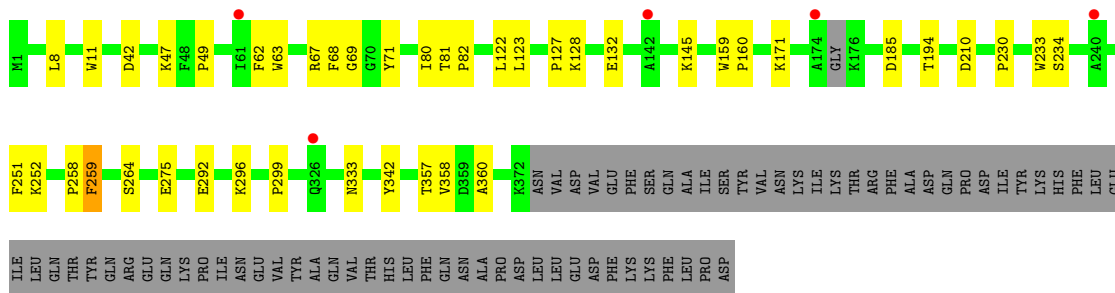 M1 L8 W11 D42 K47 F48 P49 I61 F62 W63 R67 F68 G69 G70 Y71 I80 T81 P82 L122 L123 P127 K128 E132 A142 K145 W159 P160 K171 A174 GLY K176 D185 T194 D210 P230 W233 S234 A240
F251 K252 P258 F259 S264 E275 E292 K296 P299 Q326 N333 Y342 T357 V358 D359 A360 K372 ASN VAL ASP VAL GLU PHE SER GLN ALA ILE SER TYR VAL ASN LYS ILE LYS THR ARG PHE ALA ASP GLN PRO ASP ILE TYR LYS HIS PHE LEU GLU
ILE LEU GLN THR TYR GLN ARG GLU GLN LYS PRO ILE ASN GLU VAL TYR ALA GLN VAL THR HIS LEU PHE GLN ASN ALA PRO ASP LEU LEU GLU ASP PHE LYS LYS PHE LEU PRO ASP